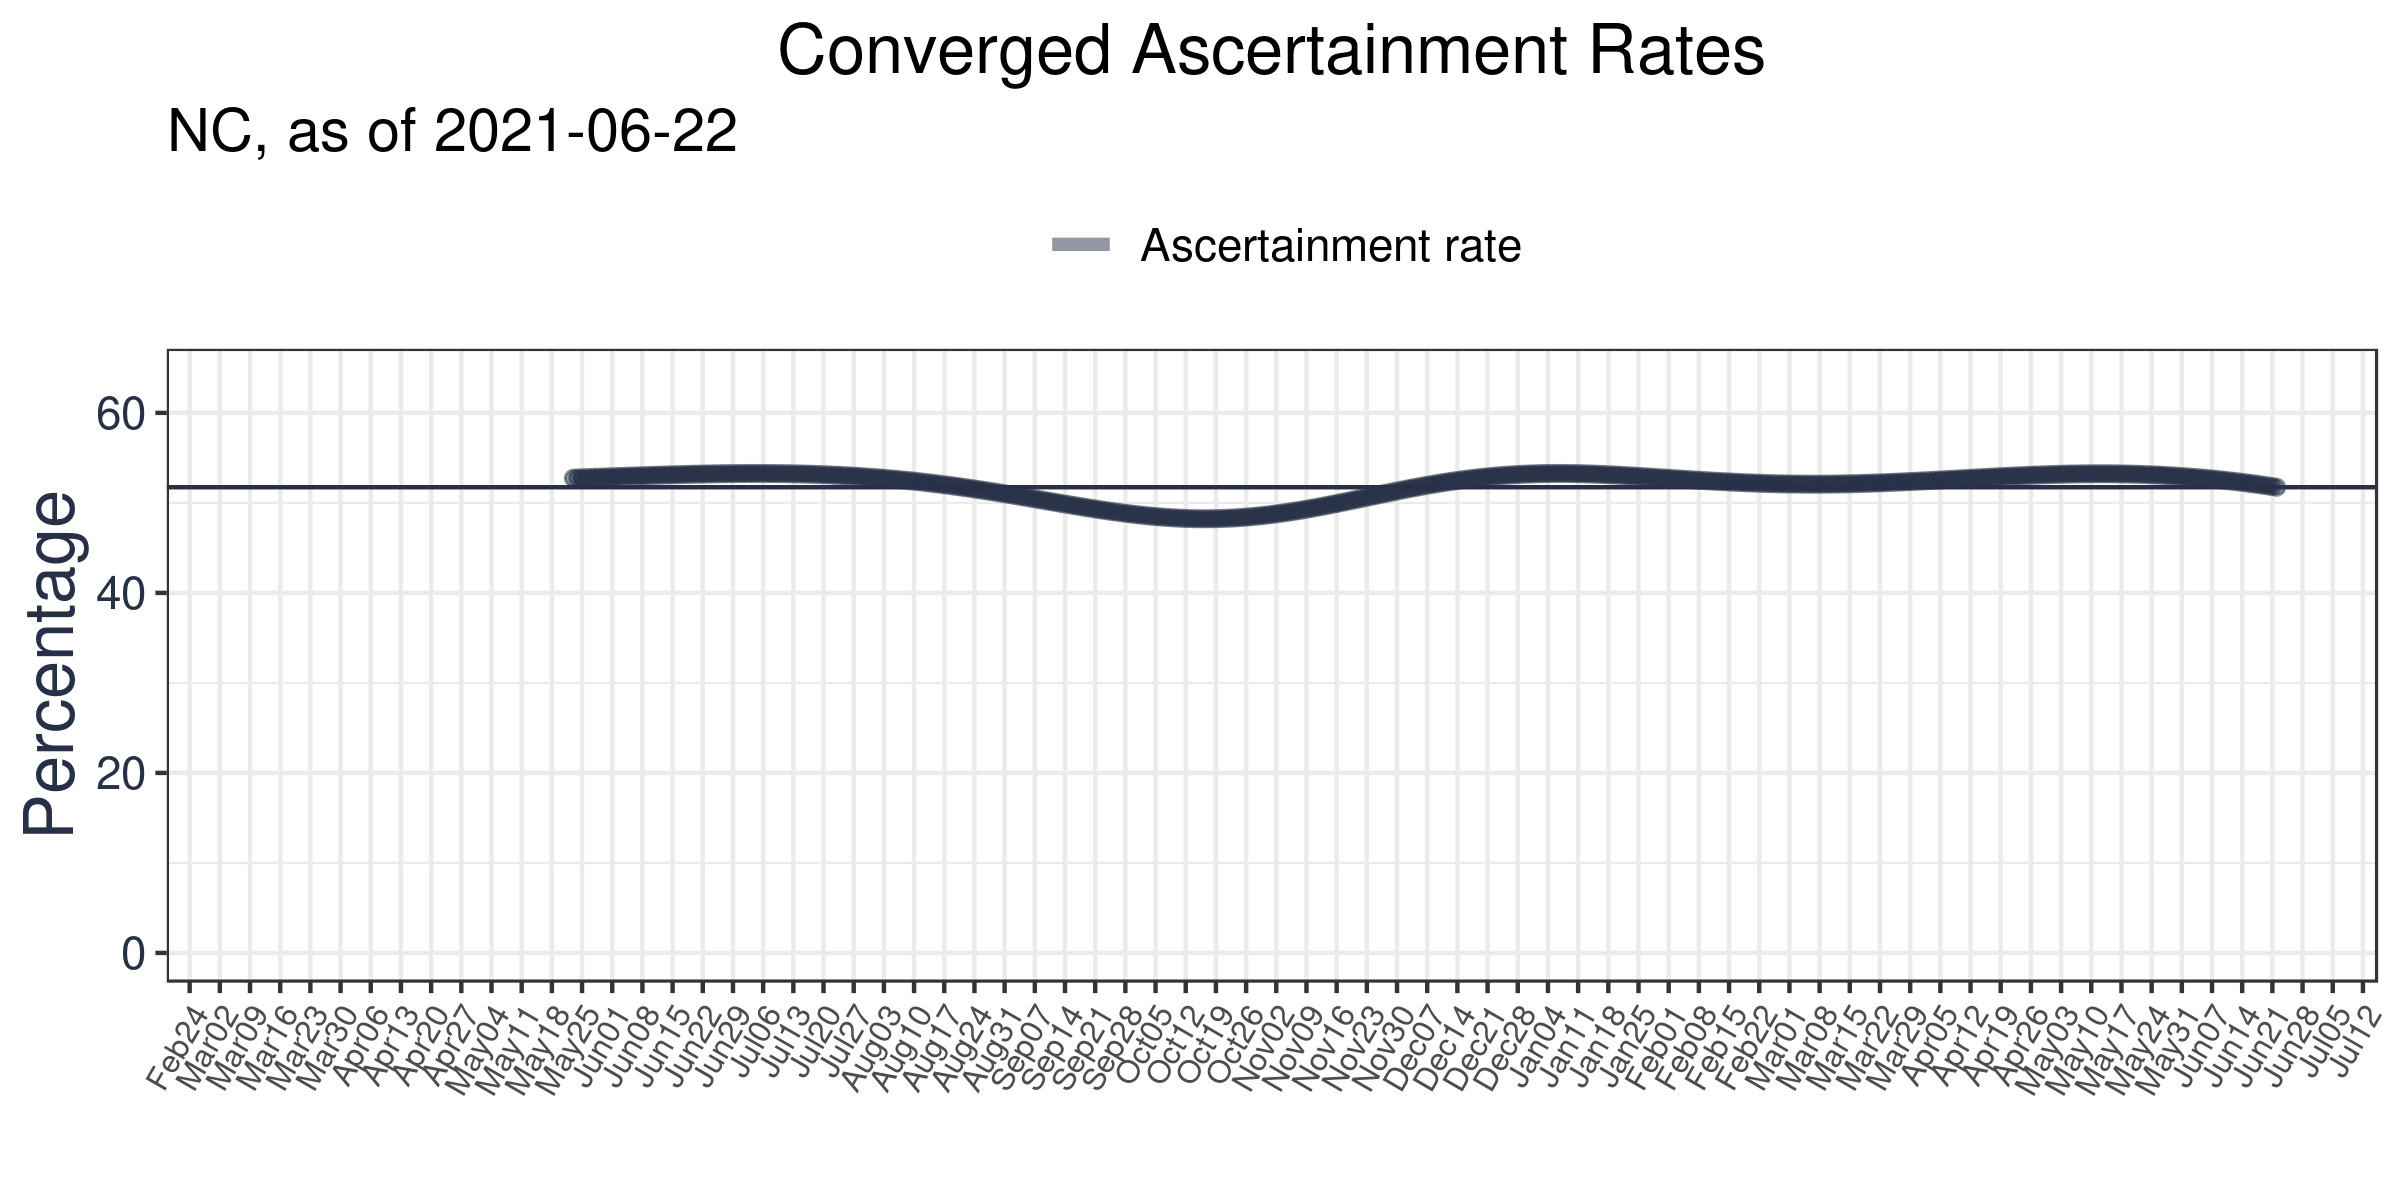 Converged Ascertainment Rates
NC, as of 2021-06-22
Ascertainment rate
Percentage
60
40
20
0
Feb24
Mar02
Mar09
Mar16
Mar23
Mar30
Apr06
Apr13
Apr20
Apr27
May04
May11
May18
May25
Jun01
Jun08
Jun15
Jun22
Jun29
Jul06
Jul13
Jul20
Jul27
Aug03
Aug10
Aug17
Aug24
Aug31
Sep07
Sep14
Sep21
Sep28
Oct05
Oct12
Oct19
Oct26
Nov02
Nov09
Nov16
Nov23
Nov30
Dec07
Dec14
Dec21
Dec28
Jan04
Jan11
Jan18
Jan25
Feb01
Feb08
Feb15
Feb22
Mar01
Mar08
Mar15
Mar22
Mar29
Apr05
Apr12
Apr19
Apr26
May03
May10
May17
May24
May31
Jun07
Jun14
Jun21
Jun28
Jul05
Jul12